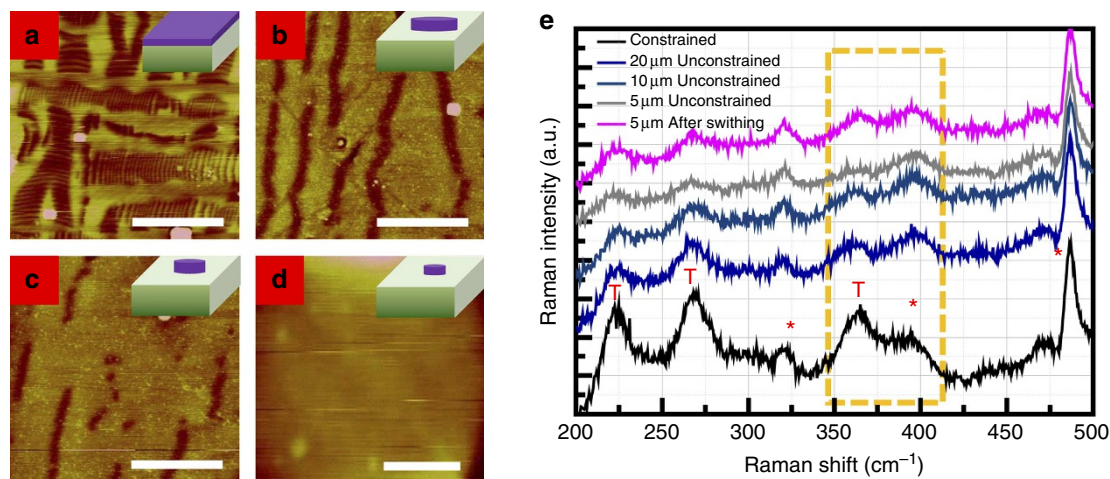 a
b
c
d
e
Constrained
20 μm Unconstrained
10 μm Unconstrained
5 μm Unconstrained
5 μm After swithing
T
T
T
*
*
*
Raman intensity (a.u.)
200
250
300
350
400
450
500
Raman shift (cm⁻¹)